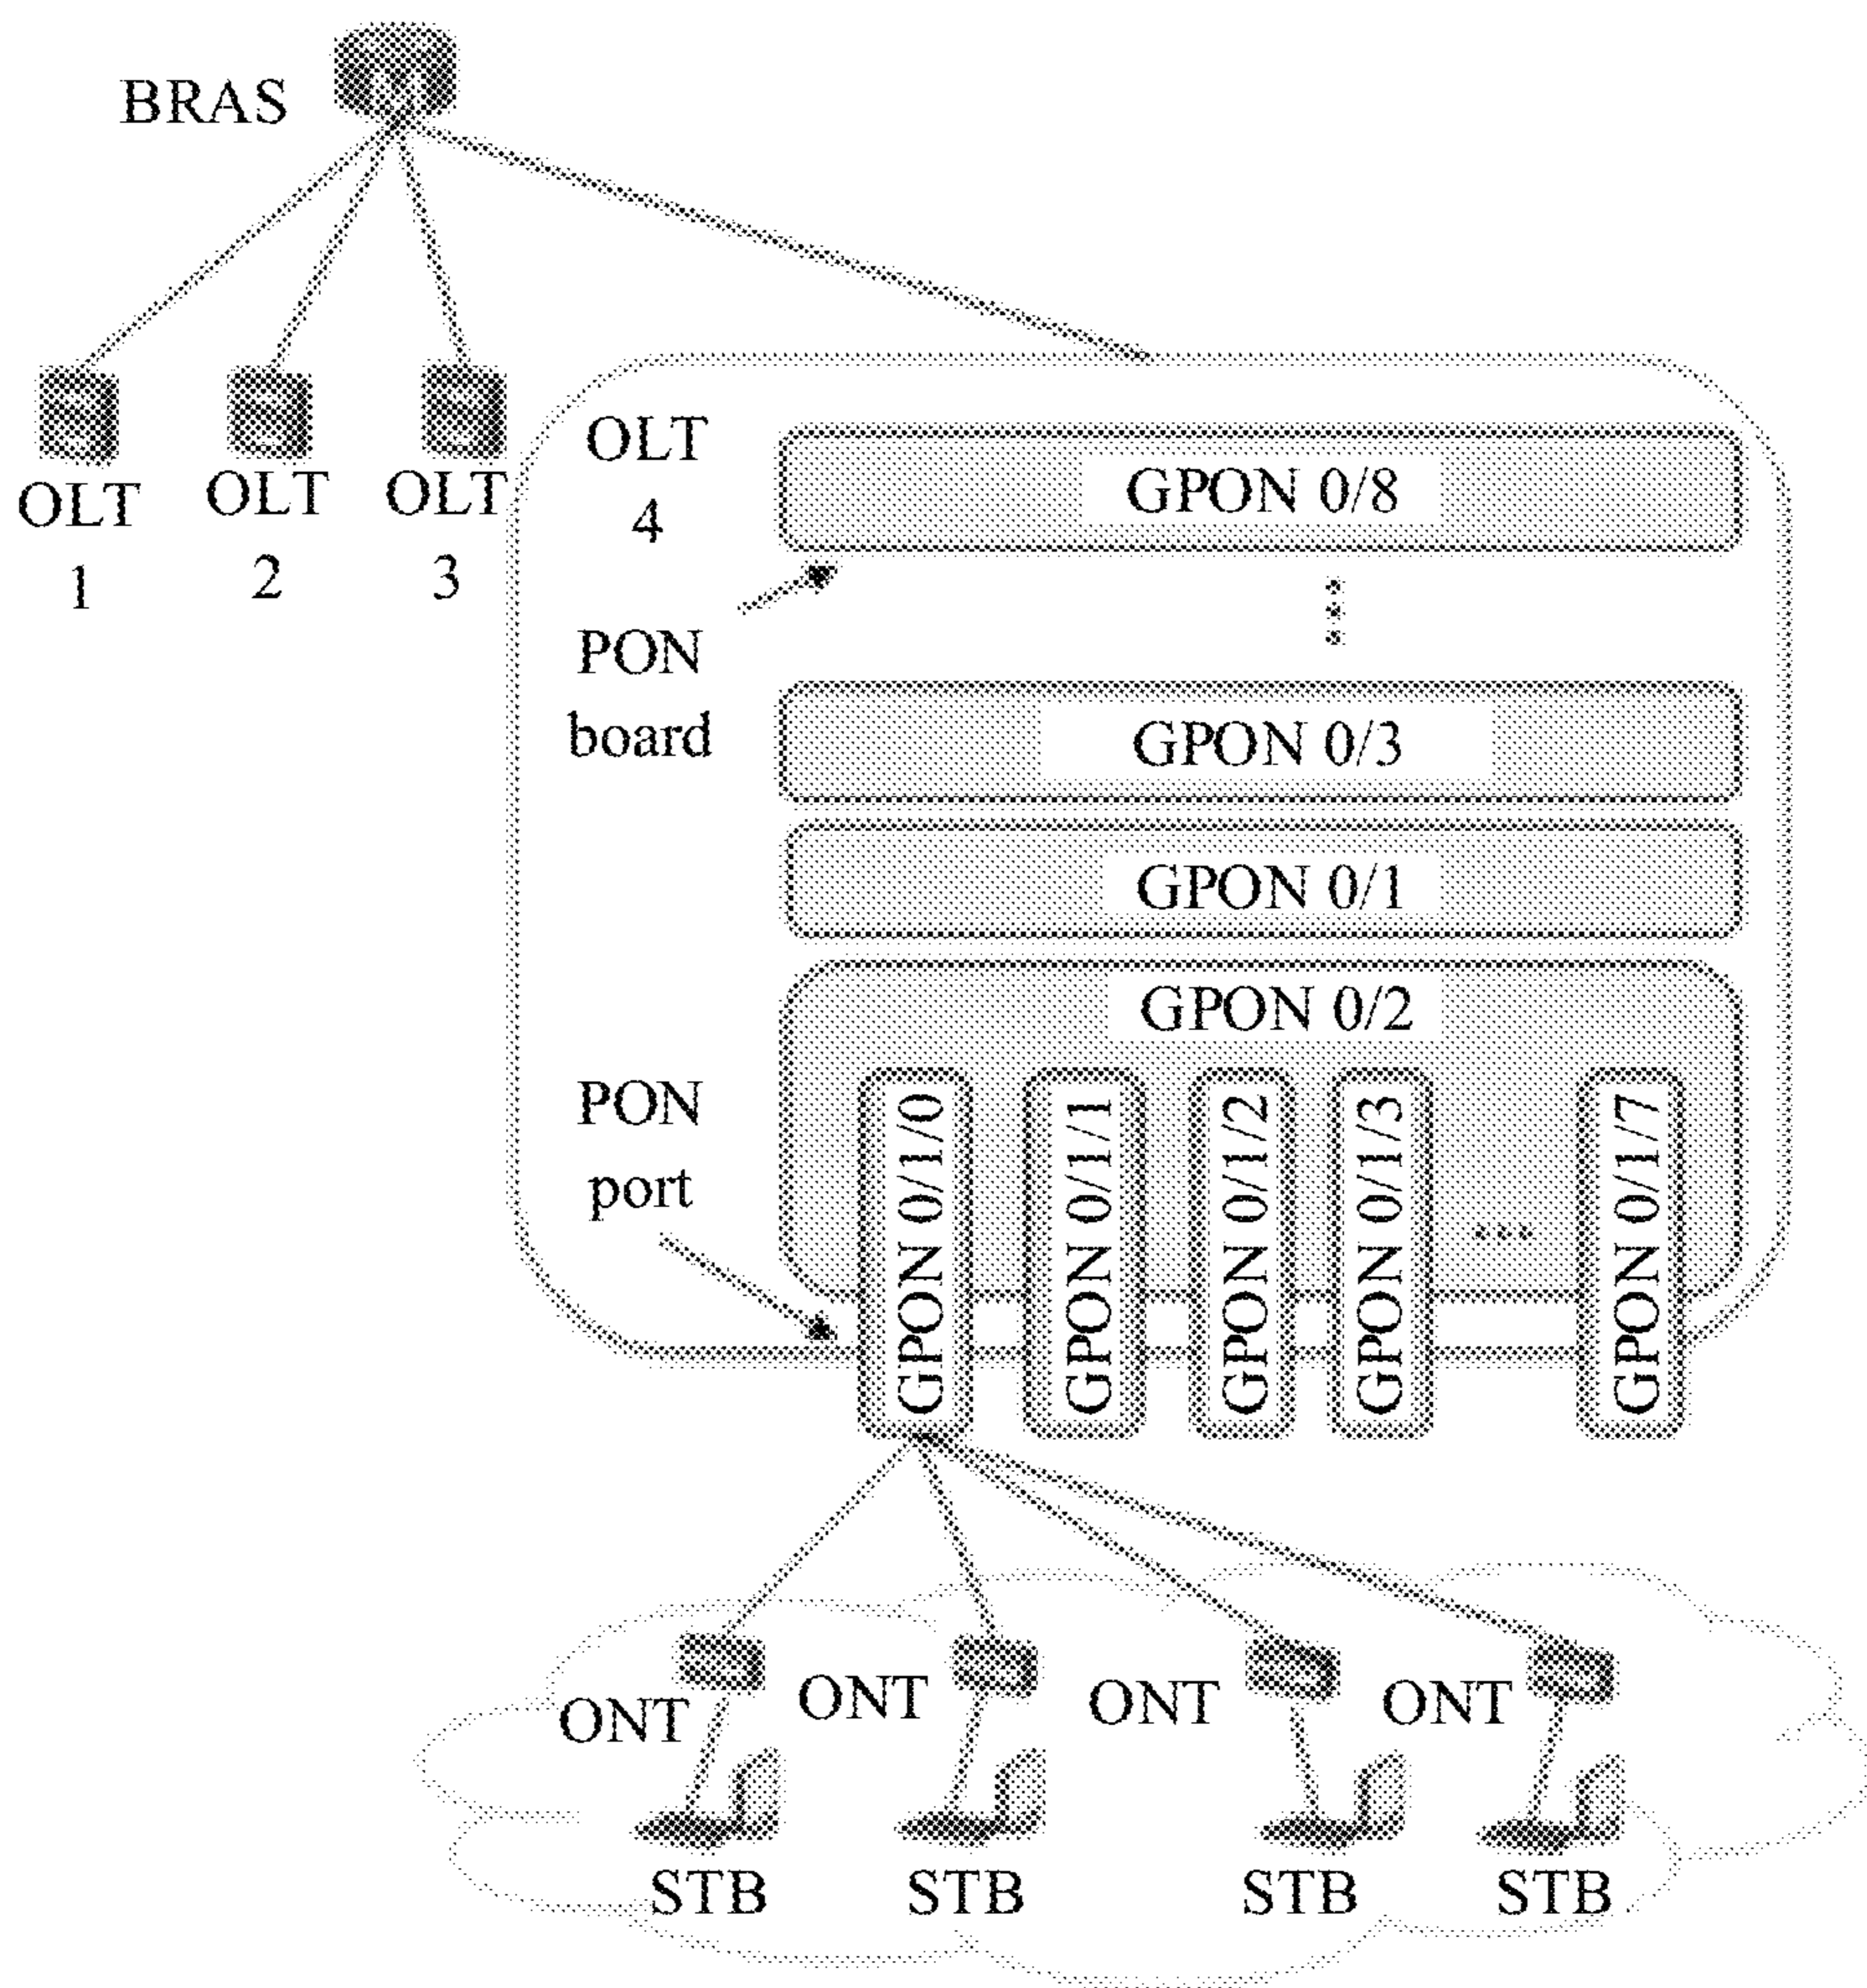 BRAS
OLT
1
OLT
2
OLT
3
OLT
4
GPON 0/8
PON
board
GPON 0/3
GPON 0/1
GPON 0/2
PON
port
GPON 0/1/0
GPON 0/1/1
GPON 0/1/2
GPON 0/1/3
...
GPON 0/1/7
ONT
ONT
ONT
ONT
STB
STB
STB
STB